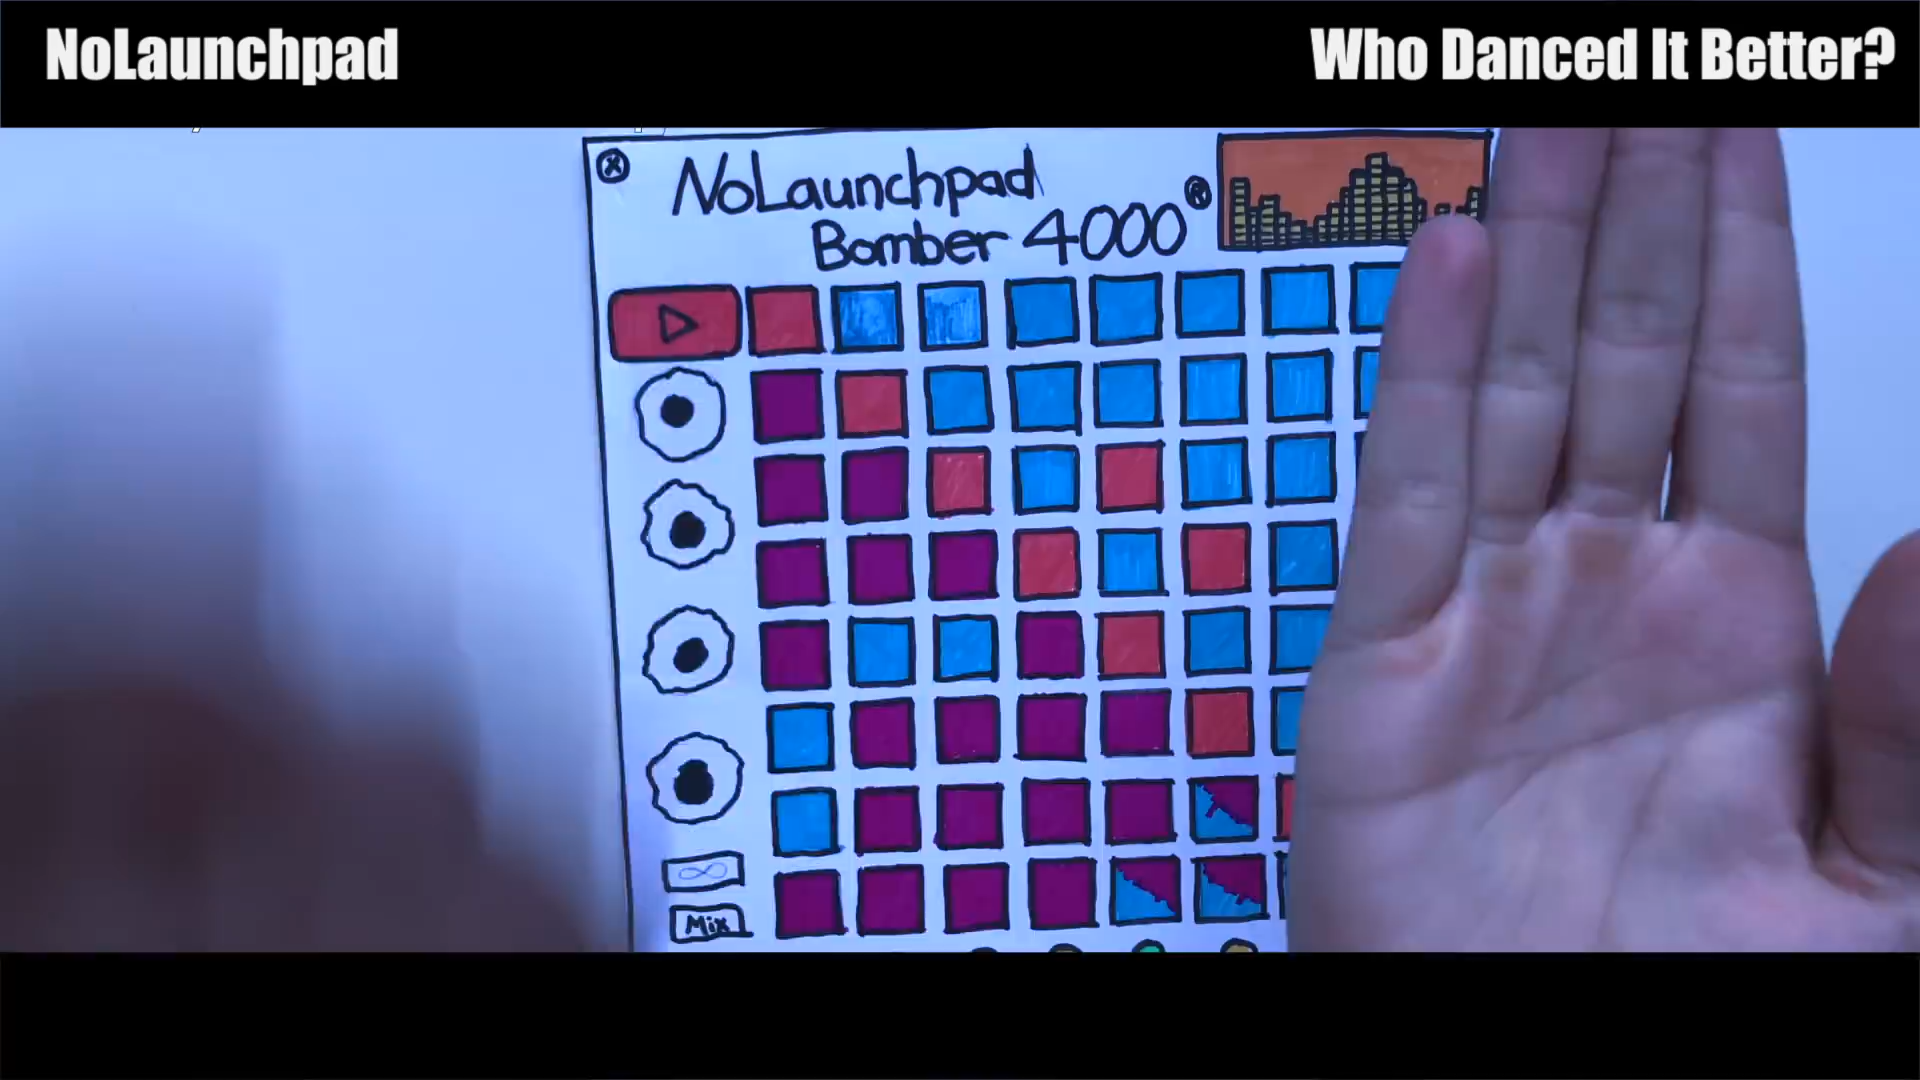 NoLaunchpad
Who Danced It Better?
NoLaunchpad
Bomber 4000 ®
Mix